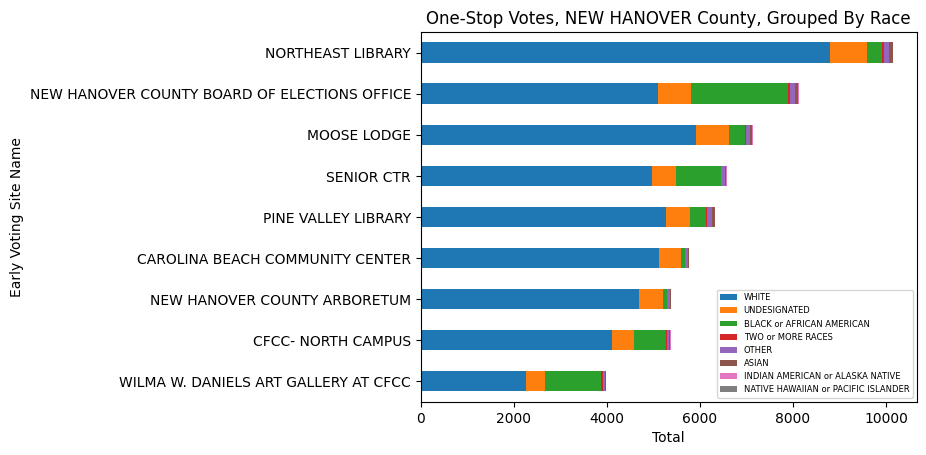 One-Stop Votes, NEW HANOVER County, Grouped By Race
Early Voting Site Name
NORTHEAST LIBRARY
NEW HANOVER COUNTY BOARD OF ELECTIONS OFFICE
MOOSE LODGE
SENIOR CTR
PINE VALLEY LIBRARY
CAROLINA BEACH COMMUNITY CENTER
NEW HANOVER COUNTY ARBORETUM
CFCC- NORTH CAMPUS
WILMA W. DANIELS ART GALLERY AT CFCC
WHITE
UNDESIGNATED
BLACK or AFRICAN AMERICAN
TWO or MORE RACES
OTHER
ASIAN
INDIAN AMERICAN or ALASKA NATIVE
NATIVE HAWAIIAN or PACIFIC ISLANDER
0 2000 4000 6000 8000 10000
Total